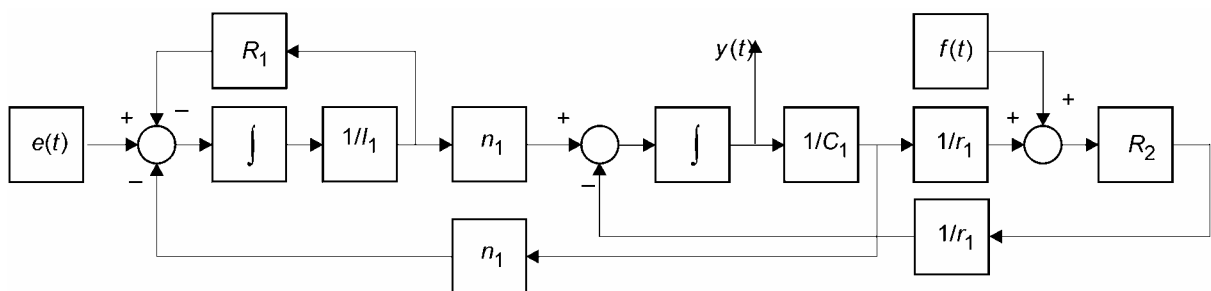 R1
y(t)
f(t)
+
−
+
+
+
+
e(t)
∫
1/I1
n1
∫
1/C1
1/r1
R2
−
−
n1
1/r1